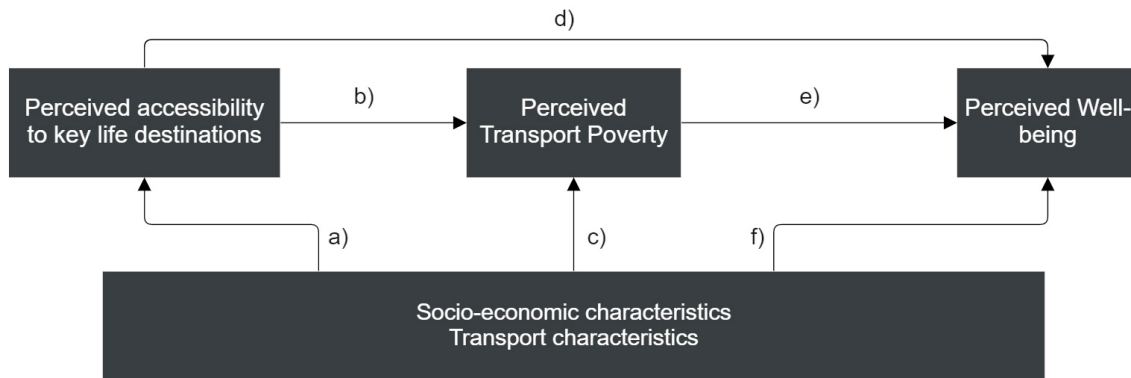 d)
Perceived accessibility
to key life destinations
b)
Perceived
Transport Poverty
e)
Perceived Well-
being
a)
c)
f)
Socio-economic characteristics
Transport characteristics